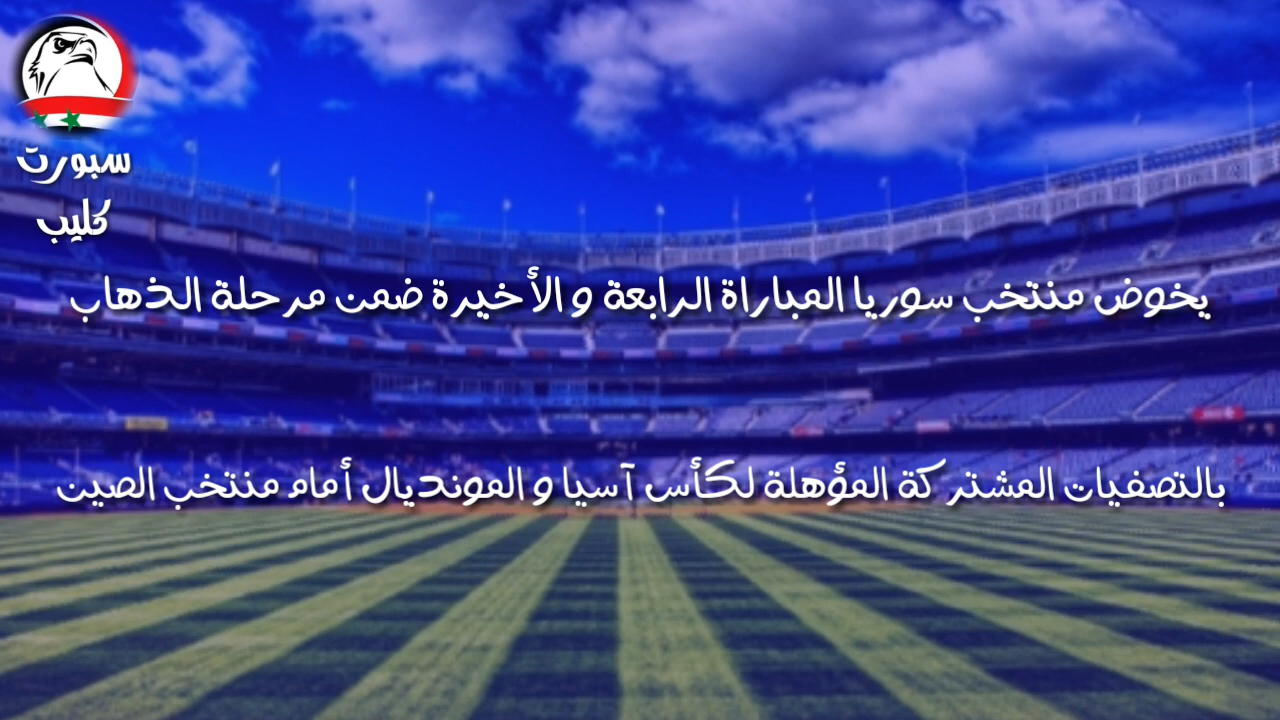 سبورت
كليب
يخوض منتخب سوريا المباراة الرابعة و الأخيرة ضمن مرحلة الذهاب
بالتصفيات المشتركة المؤهلة لكأس آسيا و المونديال أمام منتخب الصين